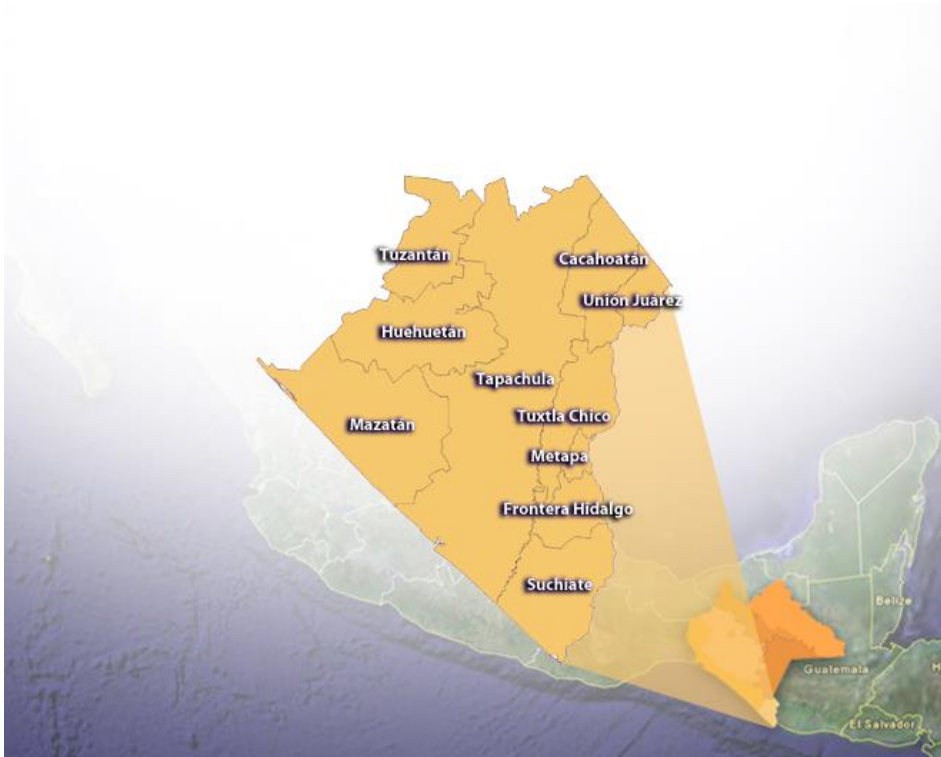 Tuzantán
Cacahoatán
Unión Juárez
Huehuetán
Tapachula
Tuxtla Chico
Mazatán
Metapa
Frontera Hidalgo
Suchiate
Belize
Guatemala
H
El Salvador